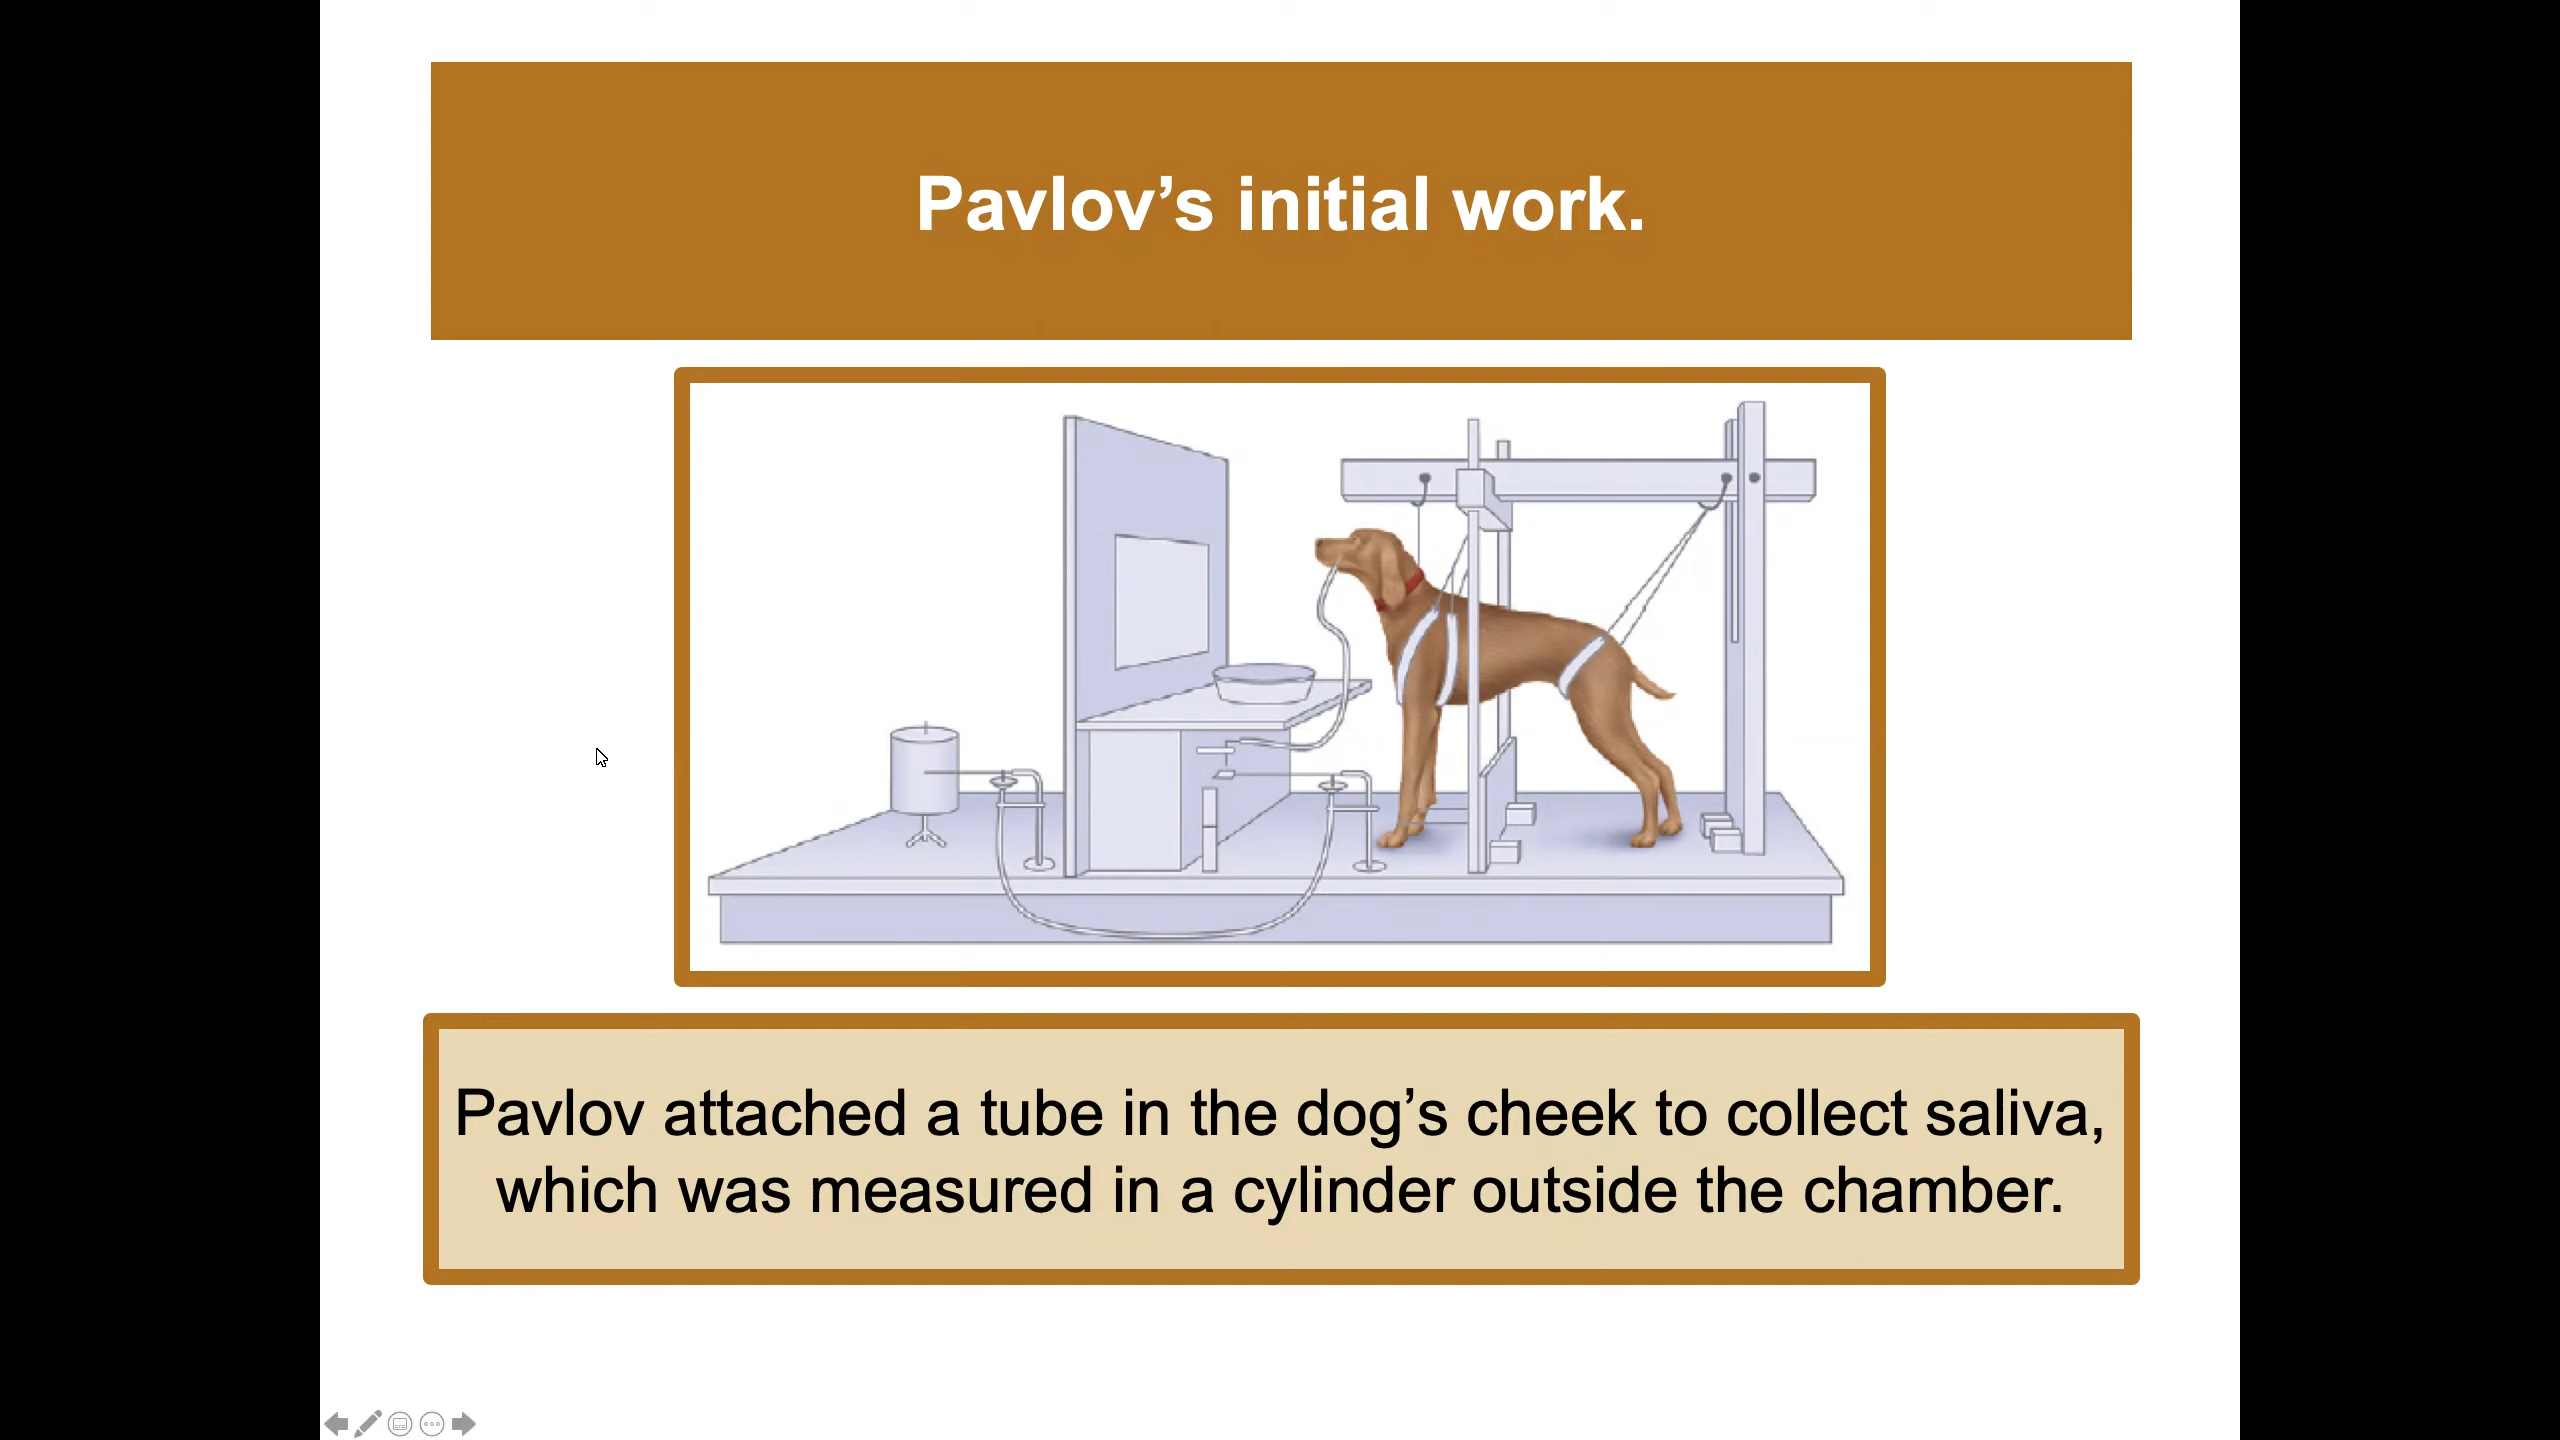 Pavlov’s initial work.
Pavlov attached a tube in the dog’s cheek to collect saliva,
which was measured in a cylinder outside the chamber.